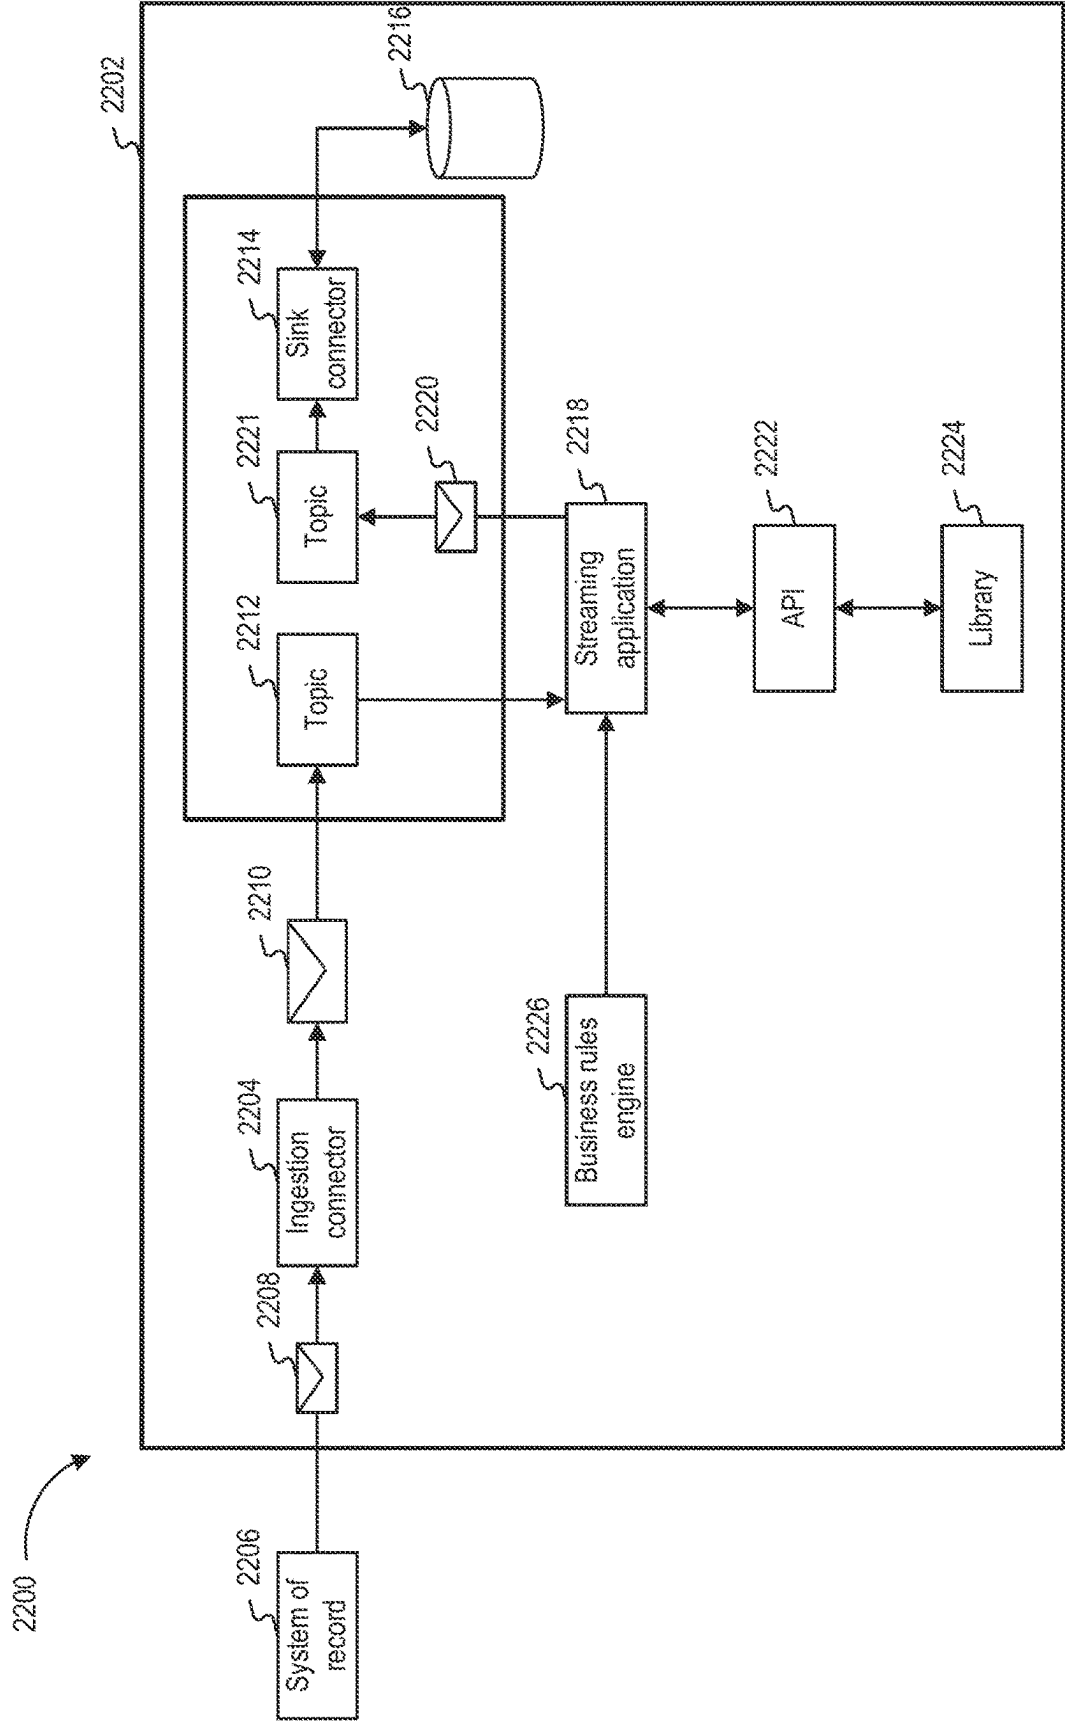 2200
2202
System of
record
2206
2208
Ingestion
connector
2204
2210
Topic
2212
Topic
2221
Sink
connector
2214
2216
2220
Business rules
engine
2226
Streaming
application
2218
API
2222
Library
2224